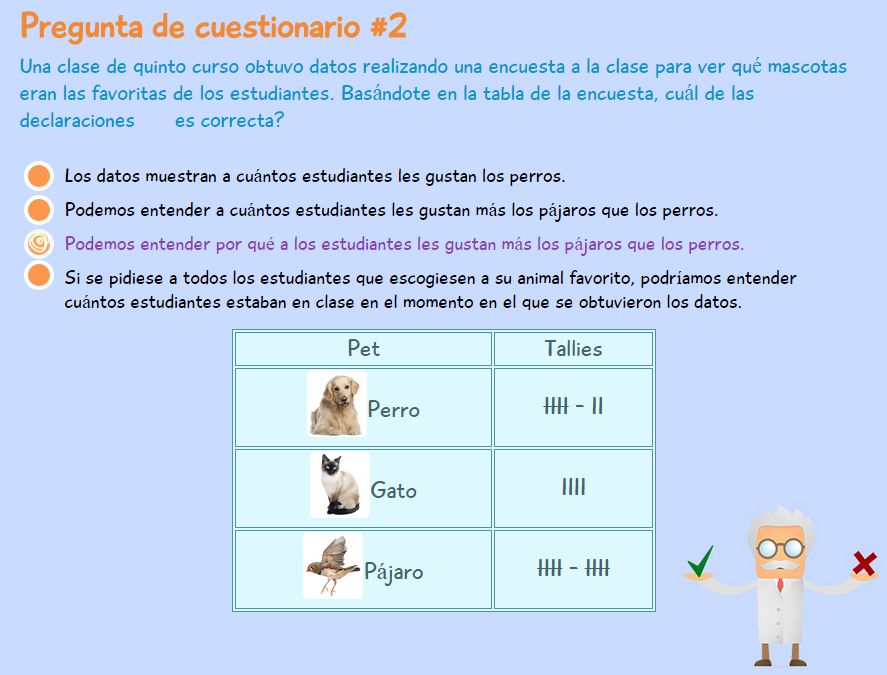 Pregunta de cuestionario #2
Una clase de quinto curso obtuvo datos realizando una encuesta a la clase para ver qué mascotas
eran las favoritas de los estudiantes. Basándote en la tabla de la encuesta, cuál de las
declaraciones es correcta?
Los datos muestran a cuántos estudiantes les gustan los perros.
Podemos entender a cuántos estudiantes les gustan más los pájaros que los perros.
Podemos entender por qué a los estudiantes les gustan más los pájaros que los perros.
Si se pidiese a todos los estudiantes que escogiesen a su animal favorito, podríamos entender
cuántos estudiantes estaban en clase en el momento en el que se obtuvieron los datos.
Pet Tallies
Perro HHH - II
Gato IIII
Pájaro HHH - HHH